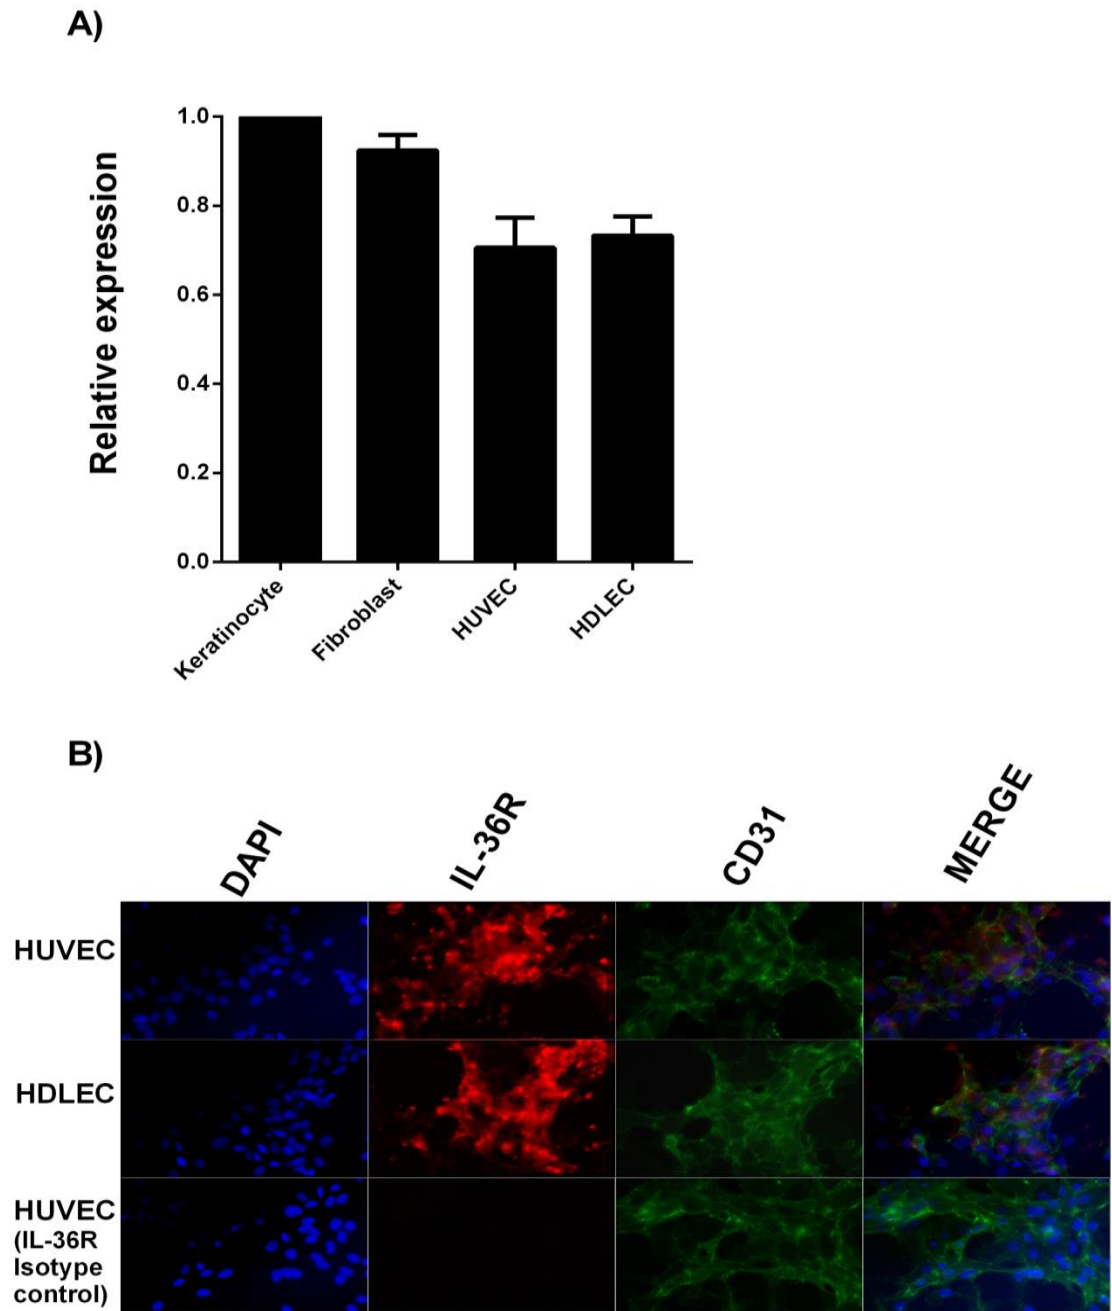 A)
Relative expression
1.0
0.8
0.6
0.4
0.2
0.0
Keratinocyte
Fibroblast
HUVEC
HDLEC
B)
DAPI
IL-36R
CD31
MERGE
HUVEC
HDLEC
HUVEC
(IL-36R
Isotype
control)